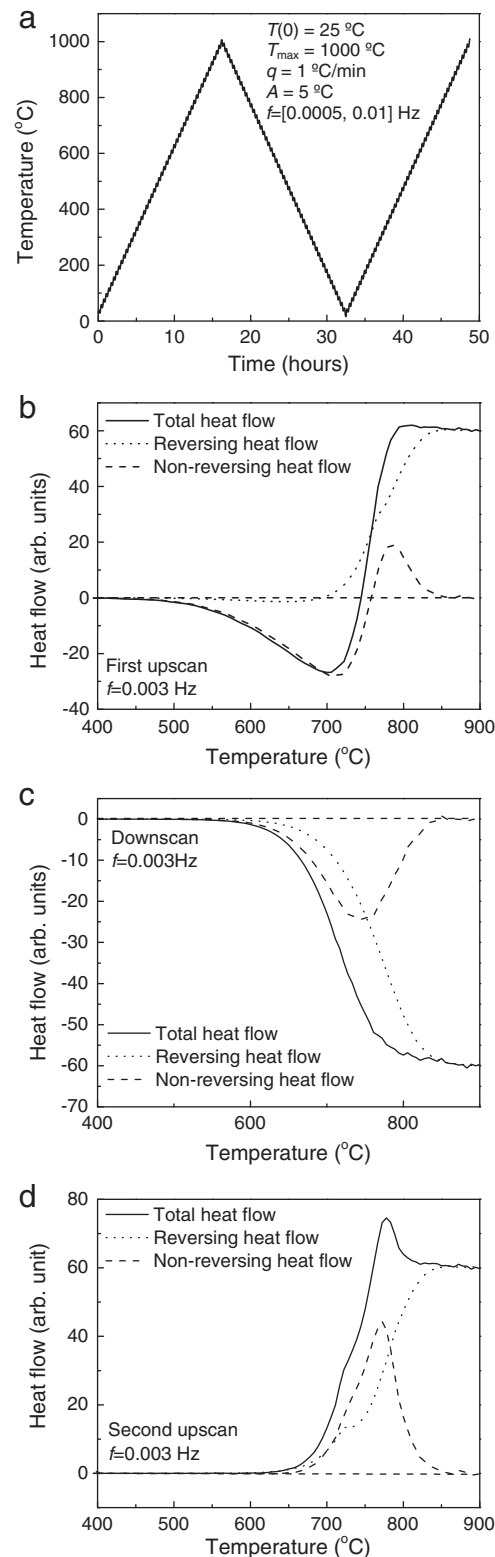 a
T(0) = 25 ºC
Tmax = 1000 ºC
q = 1 ºC/min
A = 5 ºC
f=[0.0005, 0.01] Hz
Temperature (°C)
1000
800
600
400
200
0
0 10 20 30 40 50
Time (hours)
b
Total heat flow
Reversing heat flow
Non-reversing heat flow
Heat flow (arb. units)
60
40
20
0
-20
-40
First upscan
f=0.003 Hz
400 500 600 700 800 900
Temperature (°C)
c
Downscan
f=0.003Hz
Heat flow (arb. units)
0
-10
-20
-30
-40
-50
-60
-70
Total heat flow
Reversing heat flow
Non-reversing heat flow
400 600 800
Temperature (°C)
d
Total heat flow
Reversing heat flow
Non-reversing heat flow
Heat flow (arb. unit)
80
60
40
20
0
Second upscan
f=0.003 Hz
400 500 600 700 800 900
Temperature (°C)